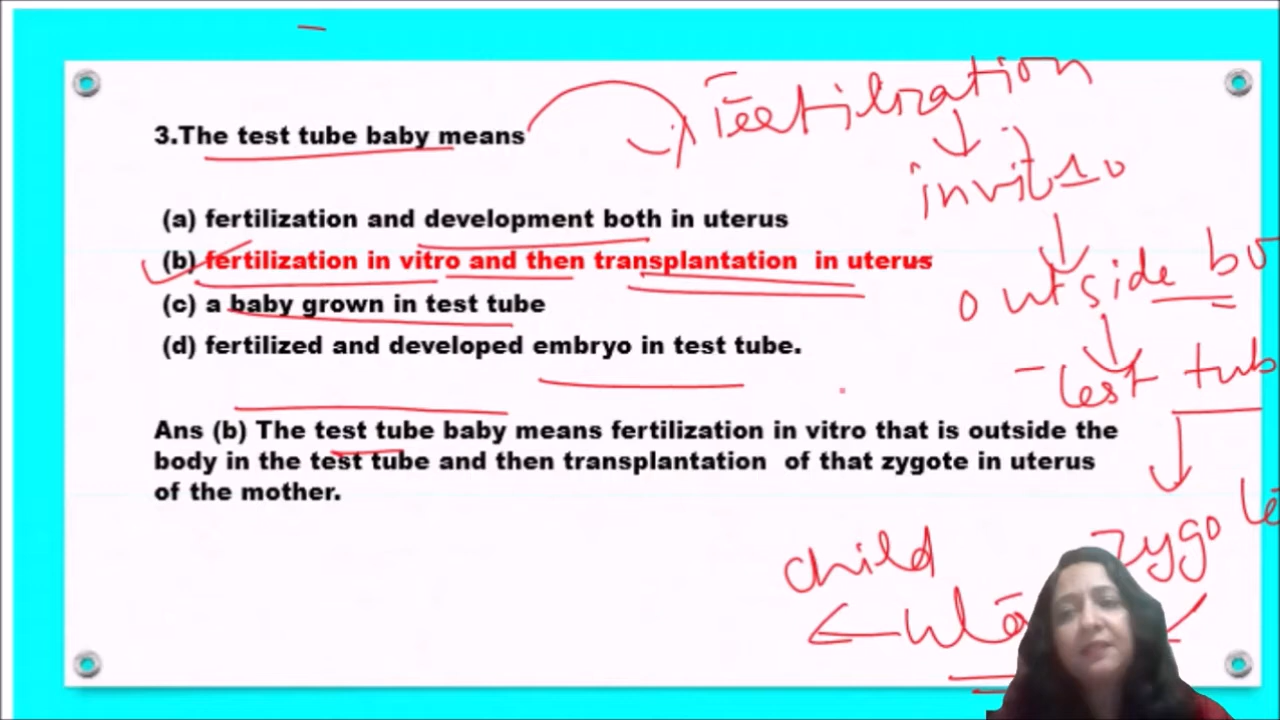 3.The test tube baby means
(a) fertilization and development both in uterus
(b) fertilization in vitro and then transplantation in uterus
(c) a baby grown in test tube
(d) fertilized and developed embryo in test tube.
Ans (b) The test tube baby means fertilization in vitro that is outside the
body in the test tube and then transplantation of that zygote in uterus
of the mother.
invitro
outside
test tub
zygo
child